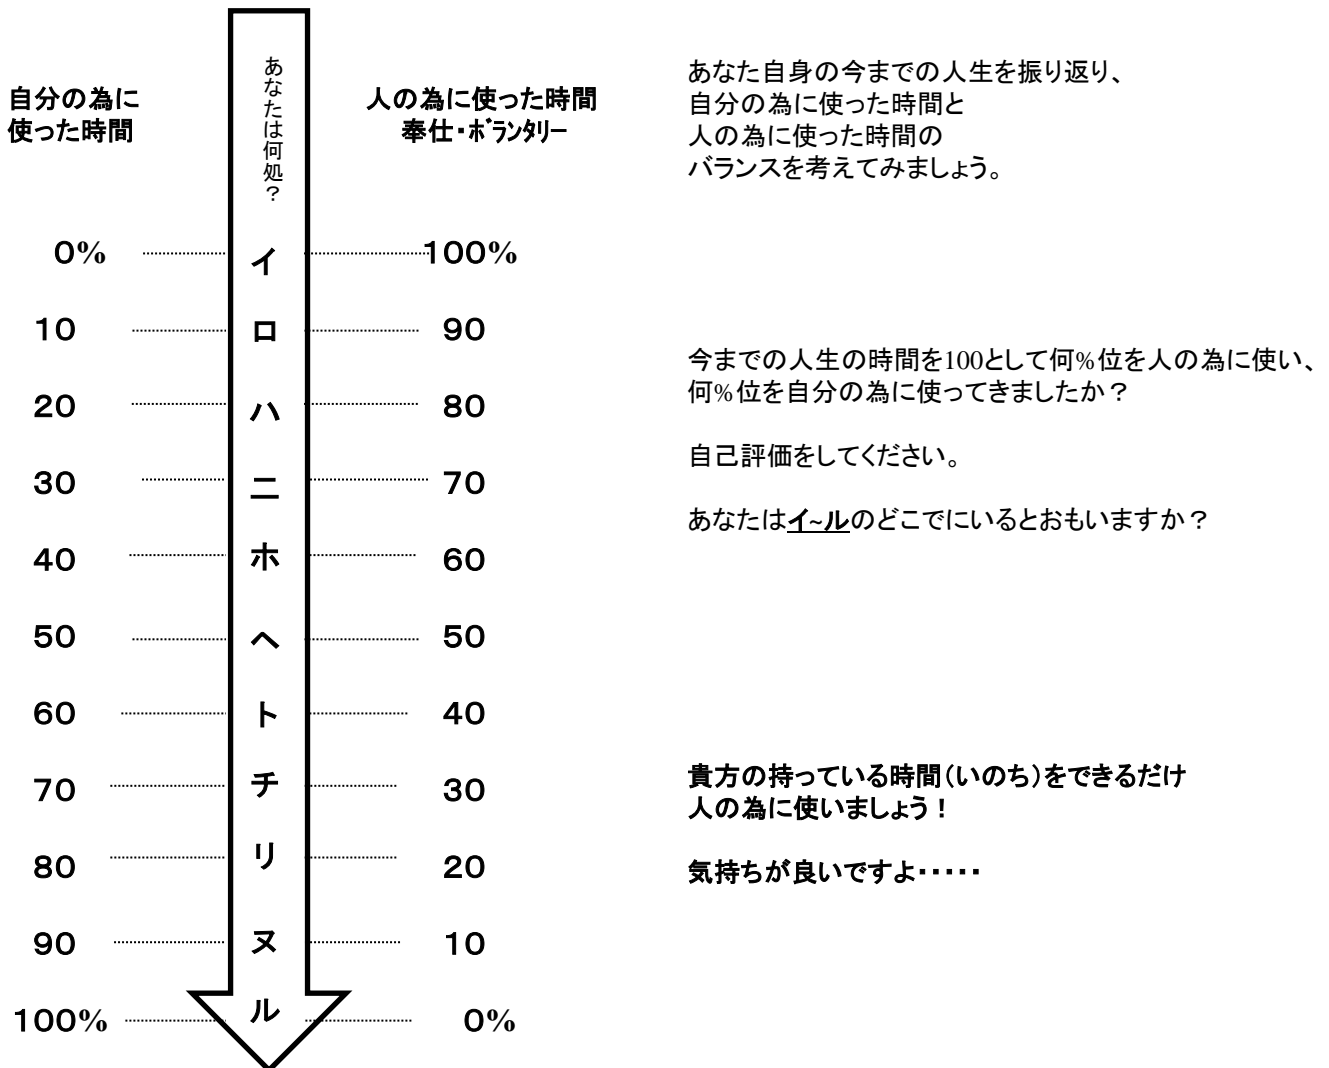 自分の為に
使った時間
あなたは何処？
人の為に使った時間
奉仕・ﾎﾞﾗﾝﾀﾘｰ
0% イ 100%
10 ロ 90
20 ハ 80
30 ニ 70
40 ホ 60
50 ヘ 50
60 ト 40
70 チ 30
80 リ 20
90 ヌ 10
100% ル 0%
あなた自身の今までの人生を振り返り、
自分の為に使った時間と
人の為に使った時間の
バランスを考えてみましょう。
今までの人生の時間を100として何%位を人の為に使い、
何%位を自分の為に使ってきましたか？
自己評価をしてください。
あなたはイ~ルのどこでにいるとおもいますか？
貴方の持っている時間（いのち）をできるだけ
人の為に使いましょう！
気持ちが良いですよ・・・・・